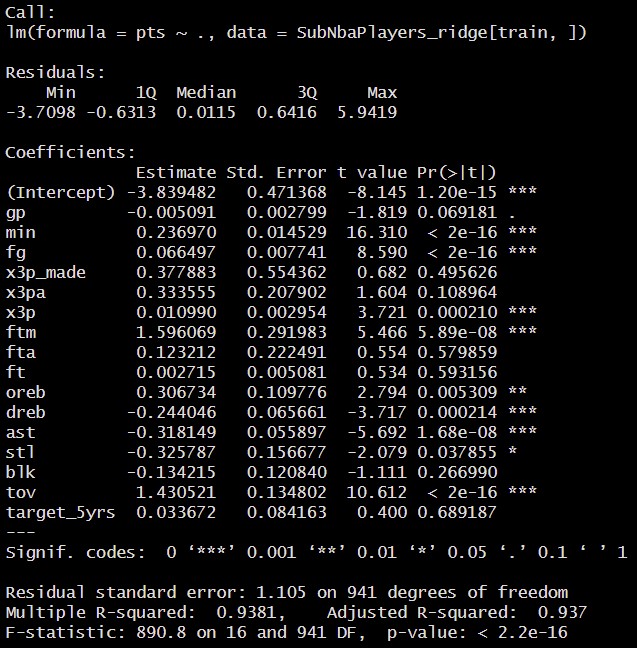 Call:
lm(formula = pts ~ ., data = SubNbaPlayers_ridge[train, ])
Residuals:
Min 1Q Median 3Q Max
-3.7098 -0.6313 0.0115 0.6416 5.9419
Coefficients:
Estimate Std. Error t value Pr(>|t|)
(Intercept) -3.839482 0.471368 -8.145 1.20e-15 ***
gp -0.005091 0.002799 -1.819 0.069181 .
min 0.236970 0.014529 16.310 < 2e-16 ***
fg 0.066497 0.007741 8.590 < 2e-16 ***
x3p_made 0.377883 0.554362 0.682 0.495626
x3pa 0.333555 0.207902 1.604 0.108964
x3p 0.010990 0.002954 3.721 0.000210 ***
ftm 1.596069 0.291983 5.466 5.89e-08 ***
fta 0.123212 0.222491 0.554 0.579859
ft 0.002715 0.005081 0.534 0.593156
oreb 0.306734 0.109776 2.794 0.005309 **
dreb -0.244046 0.065661 -3.717 0.000214 ***
ast -0.318149 0.055897 -5.692 1.68e-08 ***
stl -0.325787 0.156677 -2.079 0.037855 *
blk -0.134215 0.120840 -1.111 0.266990
tov 1.430521 0.134802 10.612 < 2e-16 ***
target_5yrs 0.033672 0.084163 0.400 0.689187
---
Signif. codes: 0 ‘***’ 0.001 ‘**’ 0.01 ‘*’ 0.05 ‘.’ 0.1 ‘ ’ 1
Residual standard error: 1.105 on 941 degrees of freedom
Multiple R-squared: 0.9381, Adjusted R-squared: 0.937
F-statistic: 890.8 on 16 and 941 DF, p-value: < 2.2e-16